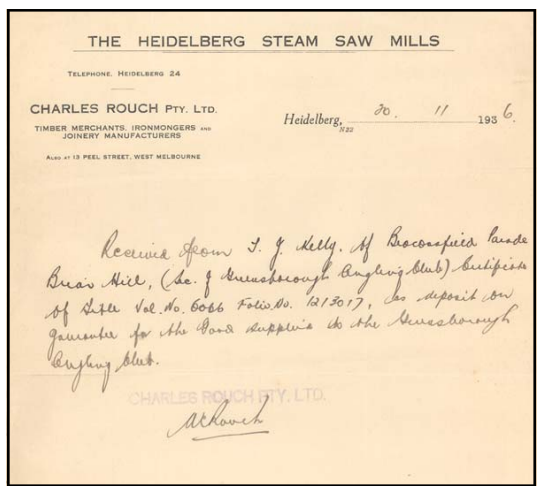 THE HEIDELBERG STEAM SAW MILLS
TELEPHONE, HEIDELBERG 24
CHARLES ROUCH PTY. LTD.
TIMBER MERCHANTS, IRONMONGERS AND
JOINERY MANUFACTURERS
ALSO AT 13 PEEL STREET, WEST MELBOURNE
Heidelberg, 30. 11 1936.
N222
Received from T. J. Kelly. of Beaconsfield Parade
Briar Hill, (Sec. of Greensborough Angling Club) Certificate
of Title Vol. No. 6066 Folio No. 1213017, as deposit or
guarantee for the Good supplied to the Greensborough
Angling Club.
CHARLES ROUCH PTY. LTD.
ACRouch